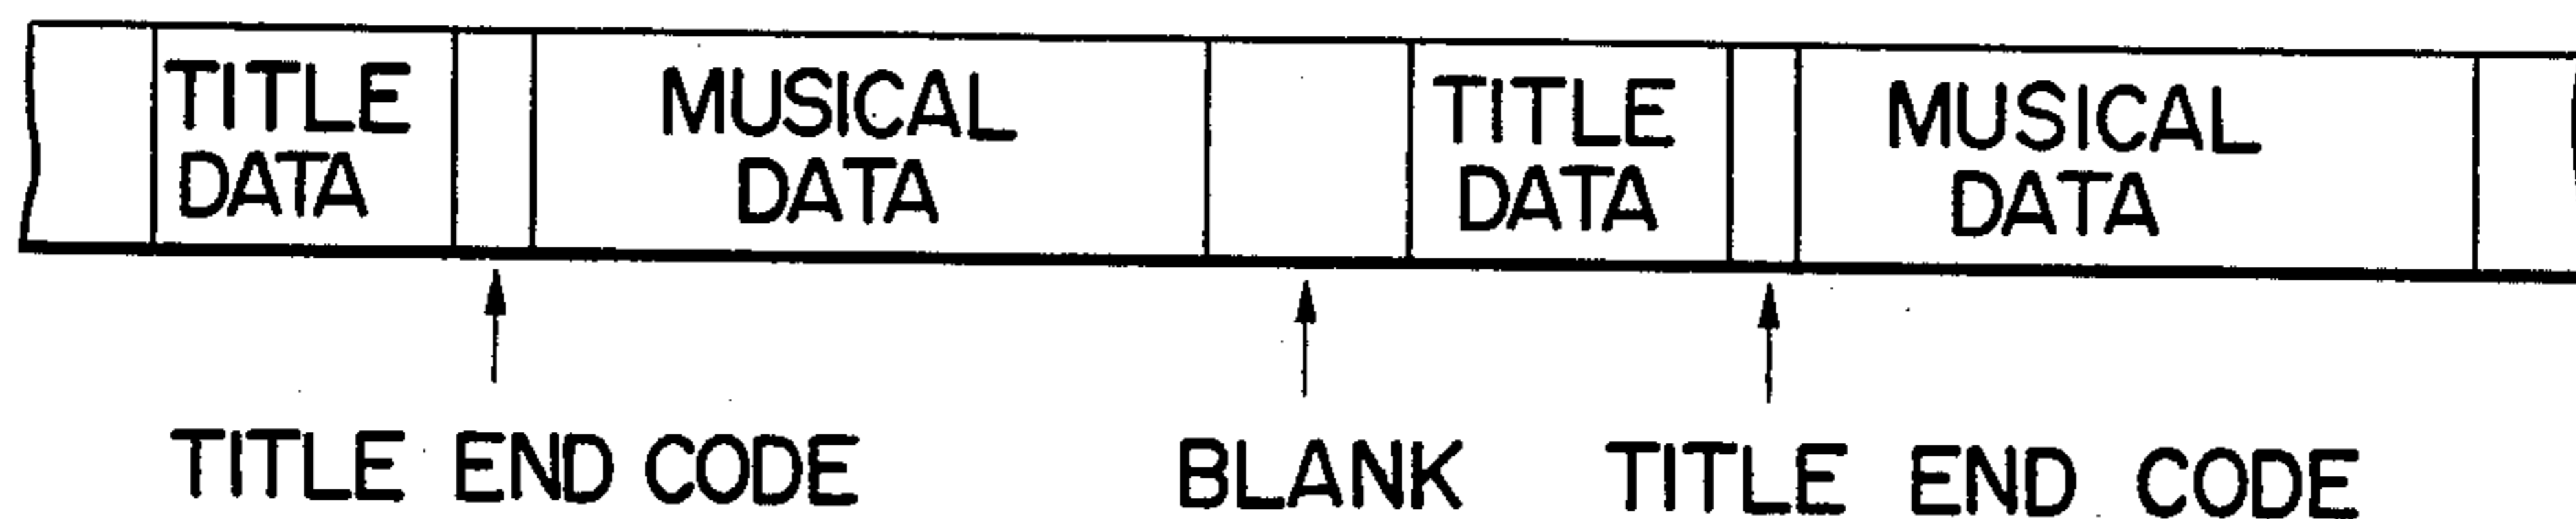 TITLE
DATA
MUSICAL
DATA
TITLE
DATA
MUSICAL
DATA
TITLE END CODE
BLANK
TITLE END CODE